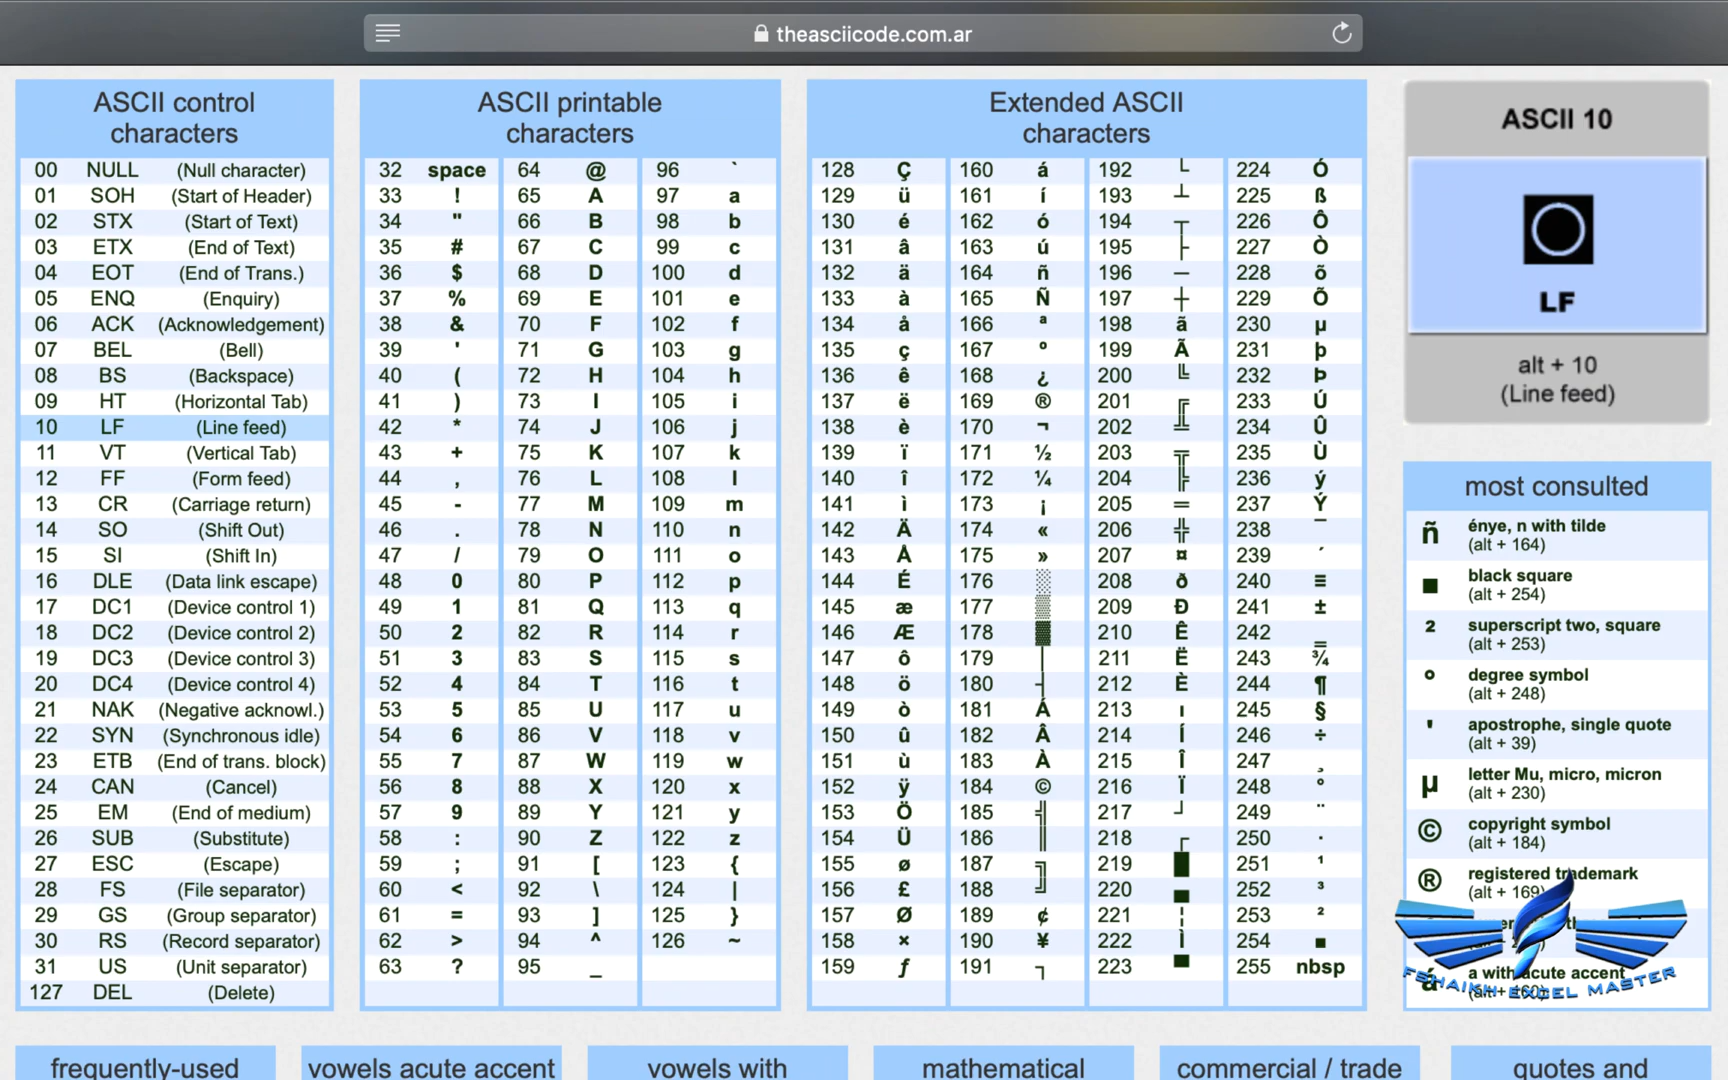 theasciicode.com.ar
ASCII control
characters
00 NULL (Null character)
01 SOH (Start of Header)
02 STX (Start of Text)
03 ETX (End of Text)
04 EOT (End of Trans.)
05 ENQ (Enquiry)
06 ACK (Acknowledgement)
07 BEL (Bell)
08 BS (Backspace)
09 HT (Horizontal Tab)
10 LF (Line feed)
11 VT (Vertical Tab)
12 FF (Form feed)
13 CR (Carriage return)
14 SO (Shift Out)
15 SI (Shift In)
16 DLE (Data link escape)
17 DC1 (Device control 1)
18 DC2 (Device control 2)
19 DC3 (Device control 3)
20 DC4 (Device control 4)
21 NAK (Negative acknowl.)
22 SYN (Synchronous idle)
23 ETB (End of trans. block)
24 CAN (Cancel)
25 EM (End of medium)
26 SUB (Substitute)
27 ESC (Escape)
28 FS (File separator)
29 GS (Group separator)
30 RS (Record separator)
31 US (Unit separator)
127 DEL (Delete)
ASCII printable
characters
32 space 64 @ 96 `
33 ! 65 A 97 a
34 " 66 B 98 b
35 # 67 C 99 c
36 $ 68 D 100 d
37 % 69 E 101 e
38 & 70 F 102 f
39 ' 71 G 103 g
40 ( 72 H 104 h
41 ) 73 I 105 i
42 * 74 J 106 j
43 + 75 K 107 k
44 , 76 L 108 l
45 - 77 M 109 m
46 . 78 N 110 n
47 / 79 O 111 o
48 0 80 P 112 p
49 1 81 Q 113 q
50 2 82 R 114 r
51 3 83 S 115 s
52 4 84 T 116 t
53 5 85 U 117 u
54 6 86 V 118 v
55 7 87 W 119 w
56 8 88 X 120 x
57 9 89 Y 121 y
58 : 90 Z 122 z
59 ; 91 [ 123 {
60 < 92 \ 124 |
61 = 93 ] 125 }
62 > 94 ^ 126 ~
63 ? 95 _
Extended ASCII
characters
128 Ç 160 á 192 └ 224 Ó
129 ü 161 í 193 ┴ 225 ß
130 é 162 ó 194 ┬ 226 Ô
131 â 163 ú 195 ├ 227 Ò
132 ä 164 ñ 196 ─ 228 õ
133 à 165 Ñ 197 ┼ 229 Õ
134 å 166 ª 198 ã 230 µ
135 ç 167 º 199 Ã 231 þ
136 ê 168 ¿ 200 ╚ 232 Þ
137 ë 169 ® 201 ╔ 233 Ú
138 è 170 ¬ 202 ╩ 234 Û
139 ï 171 ½ 203 ╦ 235 Ù
140 î 172 ¼ 204 ╠ 236 ý
141 ì 173 ¡ 205 ═ 237 Ý
142 Ä 174 « 206 ╬ 238 ¯
143 Å 175 » 207 ¤ 239 ´
144 É 176 ░ 208 ð 240 ≡
145 æ 177 ▒ 209 Đ 241 ±
146 Æ 178 ▓ 210 Ê 242 ‗
147 ô 179 │ 211 Ë 243 ¾
148 ö 180 ┤ 212 È 244 ¶
149 ò 181 Á 213 ı 245 §
150 û 182 Â 214 Í 246 ÷
151 ù 183 À 215 Î 247 ¸
152 ÿ 184 © 216 Ï 248 °
153 Ö 185 ╣ 217 ┘ 249 ¨
154 Ü 186 ║ 218 ┌ 250 ·
155 ø 187 ╗ 219 █ 251 ¹
156 £ 188 ╝ 220 ▄ 252 ³
157 Ø 189 ¢ 221 ¦ 253 ²
158 × 190 ¥ 222 Ì 254 ■
159 ƒ 191 ┐ 223 ▀ 255 nbsp
ASCII 10
LF
alt + 10
(Line feed)
most consulted
ñ énye, n with tilde
(alt + 164)
■ black square
(alt + 254)
2 superscript two, square
(alt + 253)
° degree symbol
(alt + 248)
' apostrophe, single quote
(alt + 39)
µ letter Mu, micro, micron
(alt + 230)
© copyright symbol
(alt + 184)
® registered trademark
(alt + 169)
á a with acute accent
(alt + 160)
FSHAIKH EXCEL MASTER
frequently-used
vowels acute accent
vowels with
mathematical
commercial / trade
quotes and